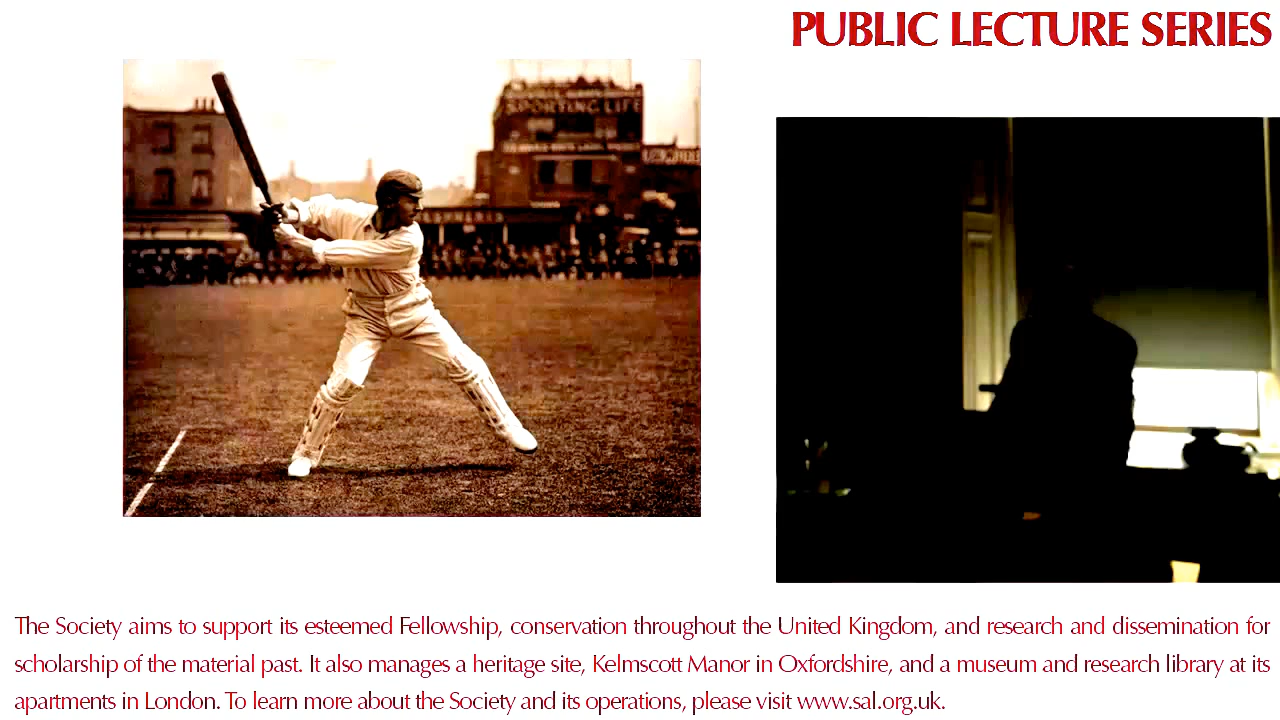 PUBLIC LECTURE SERIES
SPORTING LIFE
The Society aims to support its esteemed Fellowship, conservation throughout the United Kingdom, and research and dissemination for
scholarship of the material past. It also manages a heritage site, Kelmscott Manor in Oxfordshire, and a museum and research library at its
apartments in London. To learn more about the Society and its operations, please visit www.sal.org.uk.